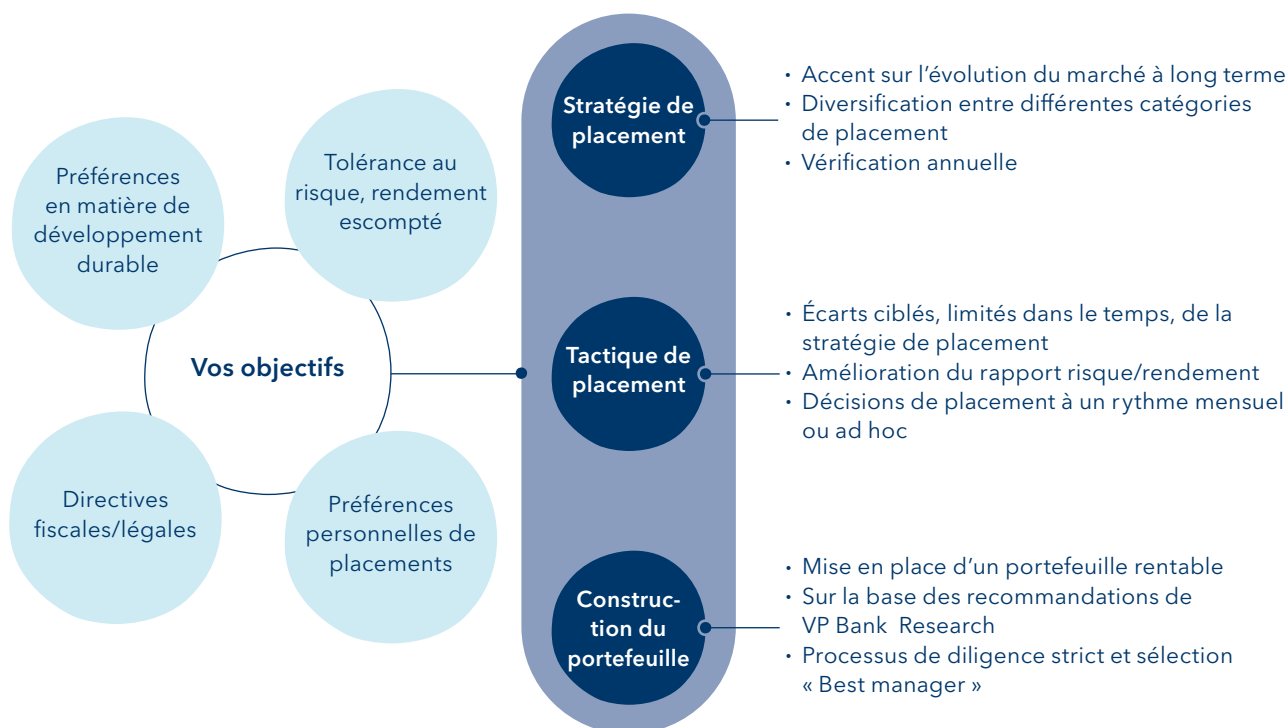 Préférences
en matière de
développement
durable
Tolérance au
risque, rendement
escompté
Vos objectifs
Directives
fiscales/légales
Préférences
personnelles de
placements
Stratégie de
placement
· Accent sur l’évolution du marché à long terme
· Diversification entre différentes catégories
de placement
· Vérification annuelle
Tactique de
placement
· Écarts ciblés, limités dans le temps, de la
stratégie de placement
· Amélioration du rapport risque/rendement
· Décisions de placement à un rythme mensuel
ou ad hoc
Construc-
tion du
portefeuille
· Mise en place d’un portefeuille rentable
· Sur la base des recommandations de
VP Bank Research
· Processus de diligence strict et sélection
« Best manager »